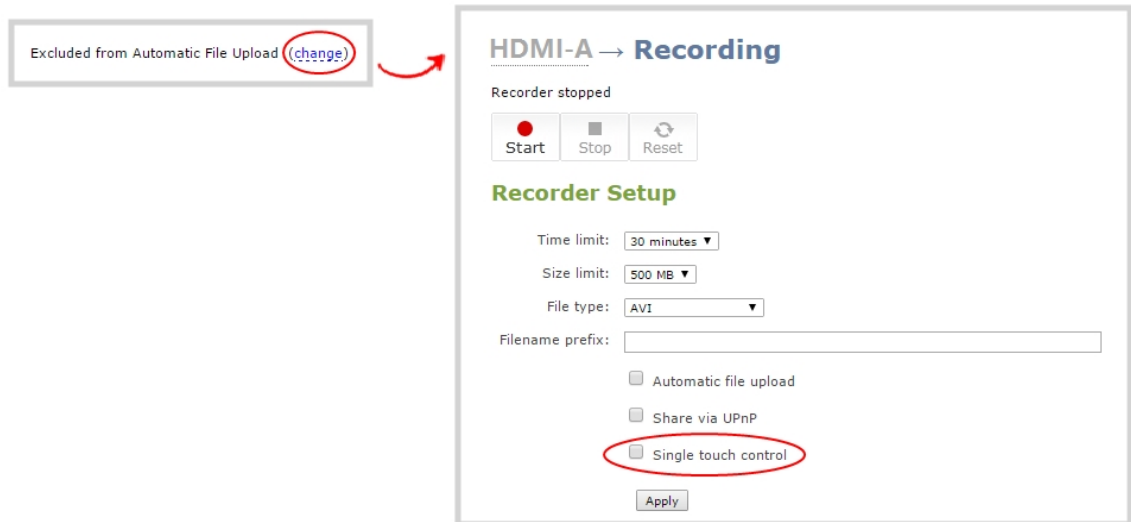 Excluded from Automatic File Upload (change)
HDMI-A → Recording
Recorder stopped
Start Stop Reset
Recorder Setup
Time limit: 30 minutes ▼
Size limit: 500 MB ▼
File type: AVI ▼
Filename prefix:
Automatic file upload
Share via UPnP
Single touch control
Apply